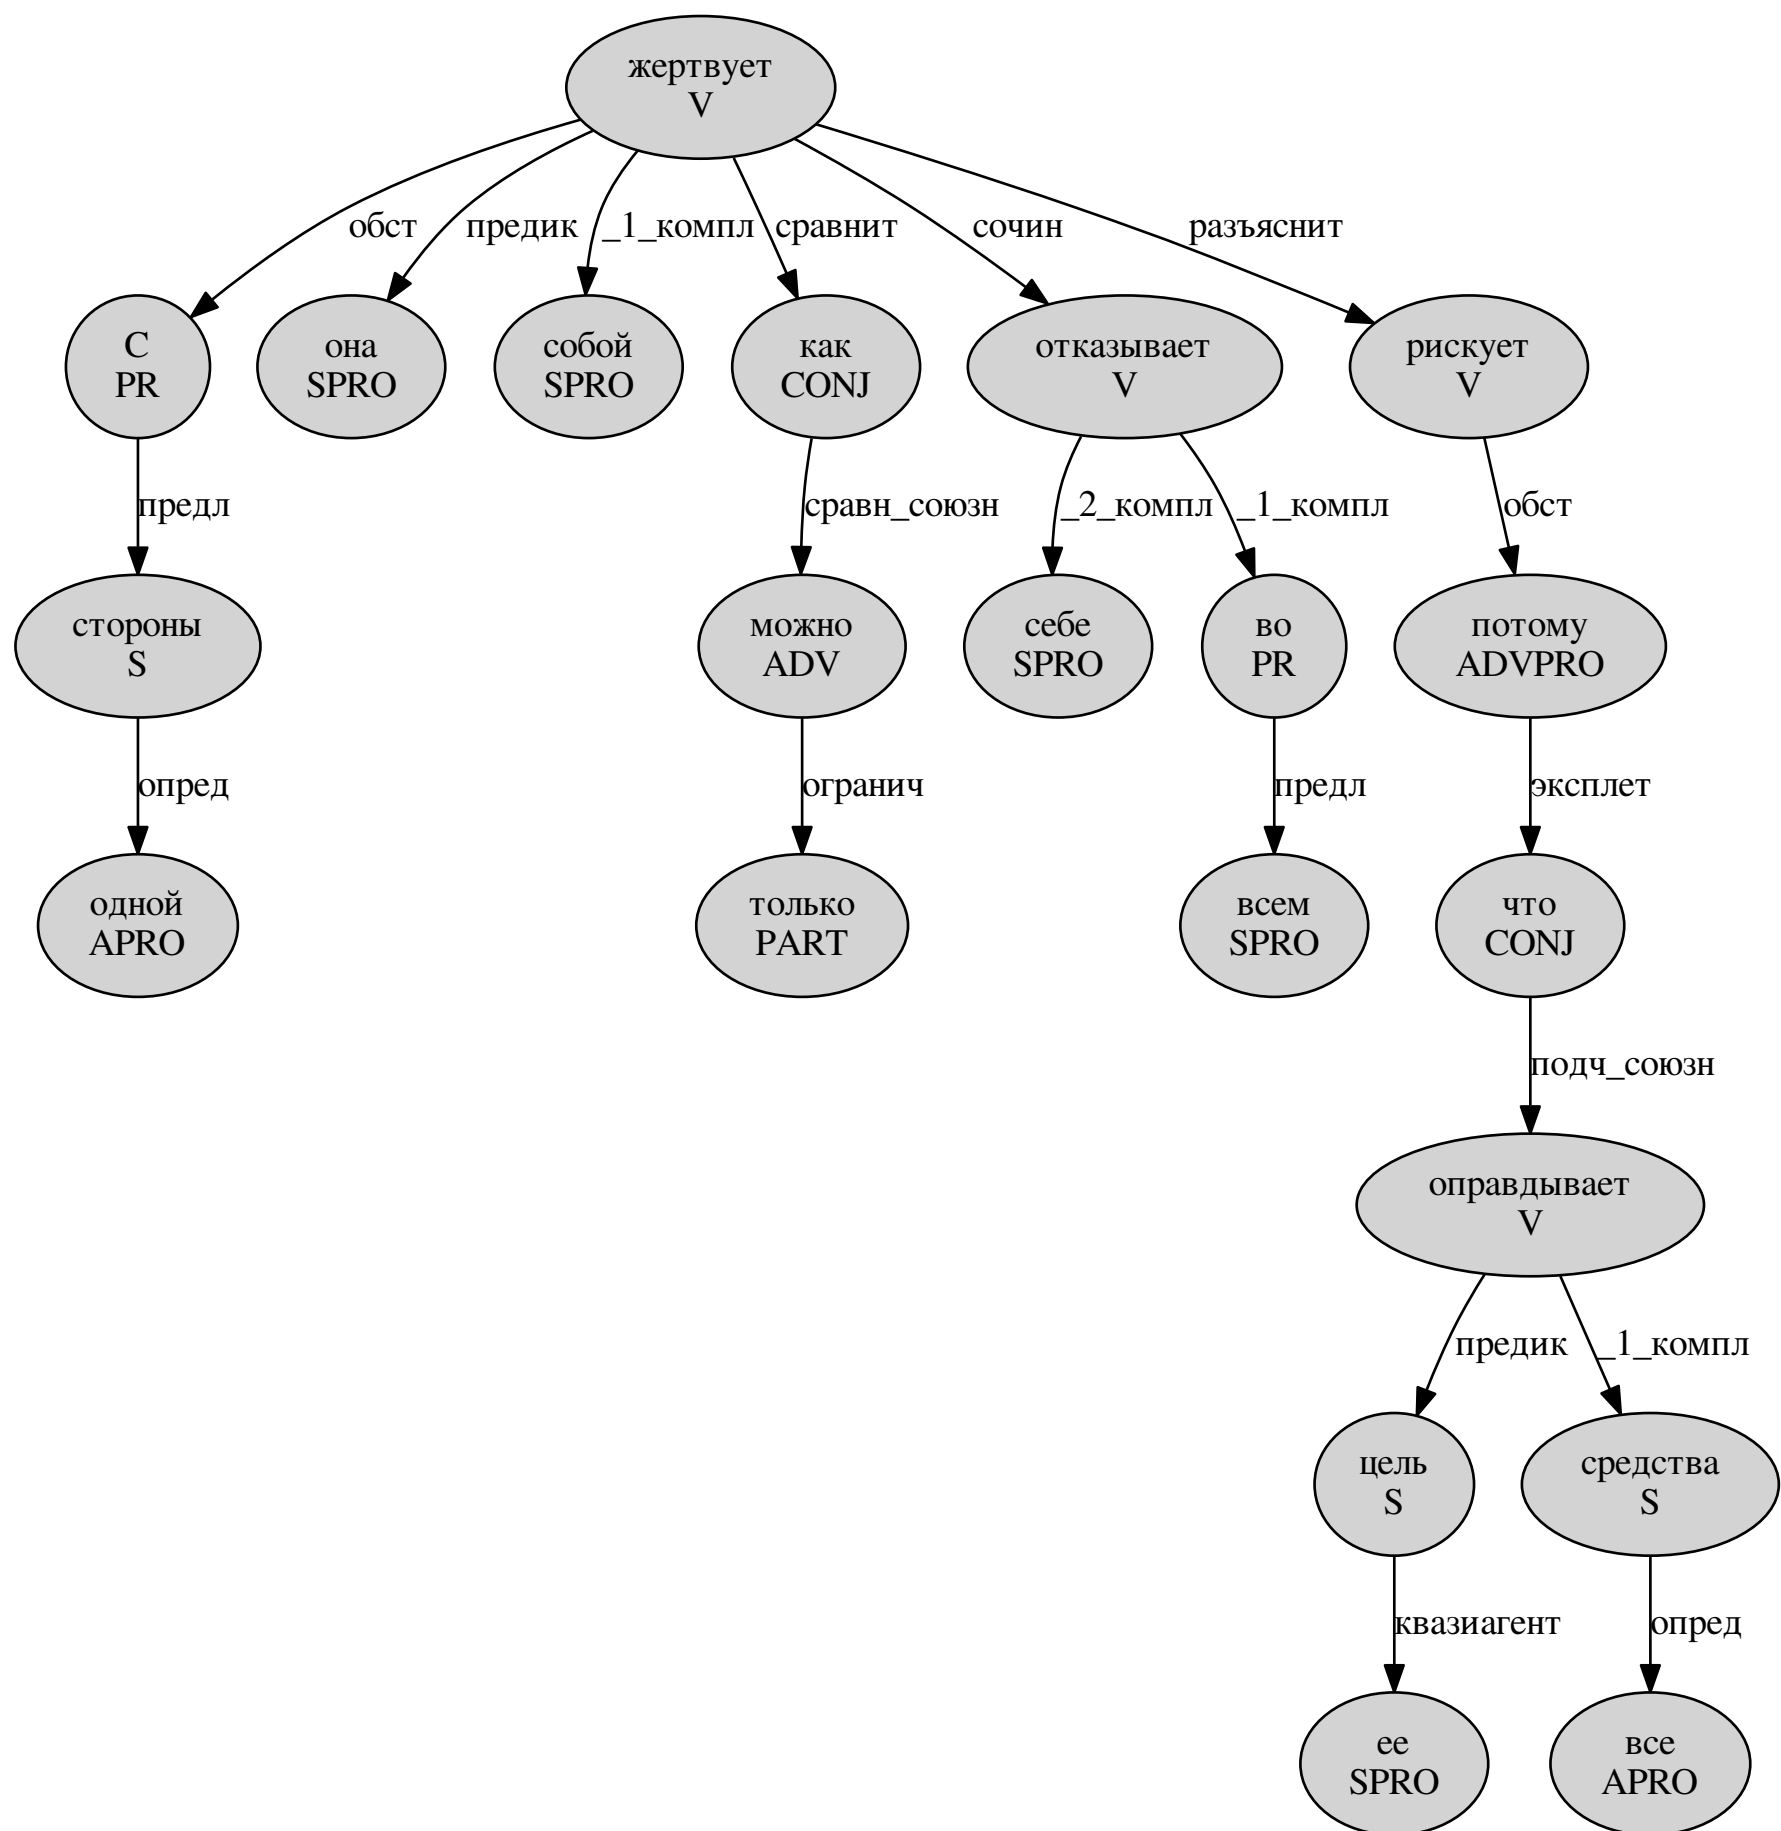 жертвует
V
обст
предик
_1_компл
сравнит
сочин
разъяснит
С
PR
она
SPRO
собой
SPRO
как
CONJ
отказывает
V
рискует
V
предл
сравн_союзн
_2_компл
_1_компл
обст
стороны
S
можно
ADV
себе
SPRO
во
PR
потому
ADVPRO
опред
огранич
предл
эксплет
одной
APRO
только
PART
всем
SPRO
что
CONJ
подч_союзн
оправдывает
V
предик
_1_компл
цель
S
средства
S
квазиагент
опред
ее
SPRO
все
APRO